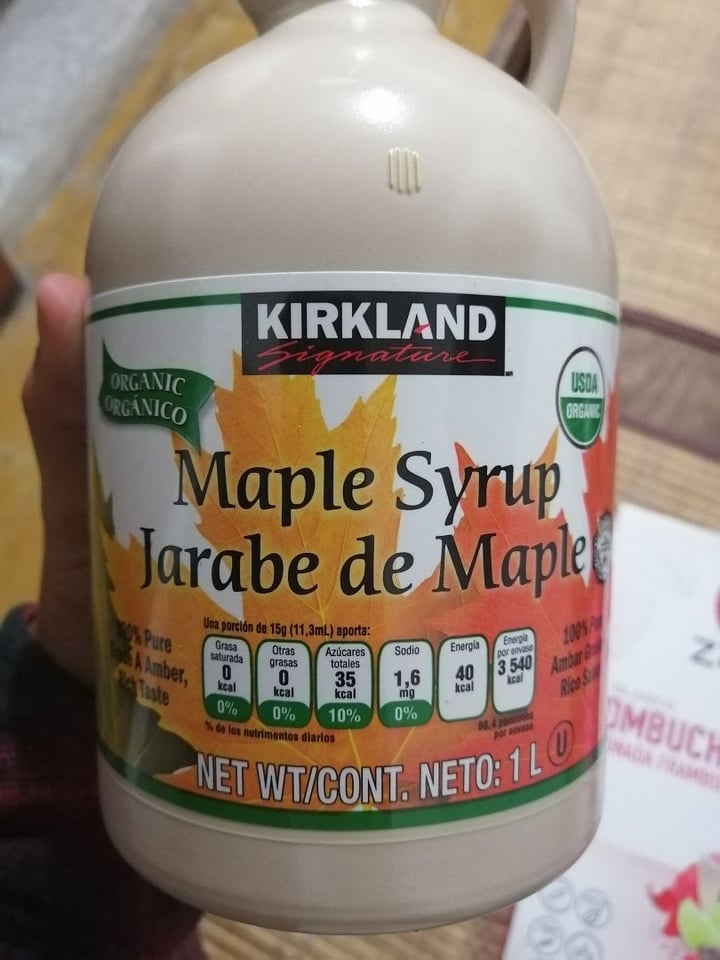 KIRKLAND
Signature
ORGANIC
ORGÁNICO
USDA
ORGANIC
Maple Syrup
Jarabe de Maple
Una porción de 15g (11,3mL) aporta:
Grasa saturada 0 kcal 0%
Otras grasas 0 kcal 0%
Azúcares totales 35 kcal 10%
Sodio 1,6 mg 0%
Energía 40 kcal
Energía por envase 3 540 kcal
% de los nutrimentos diarios
88,4 porciones
por envase
Pure
A Amber,
Taste
100%
Ambar
Rico
NET WT/CONT. NETO: 1 L
U